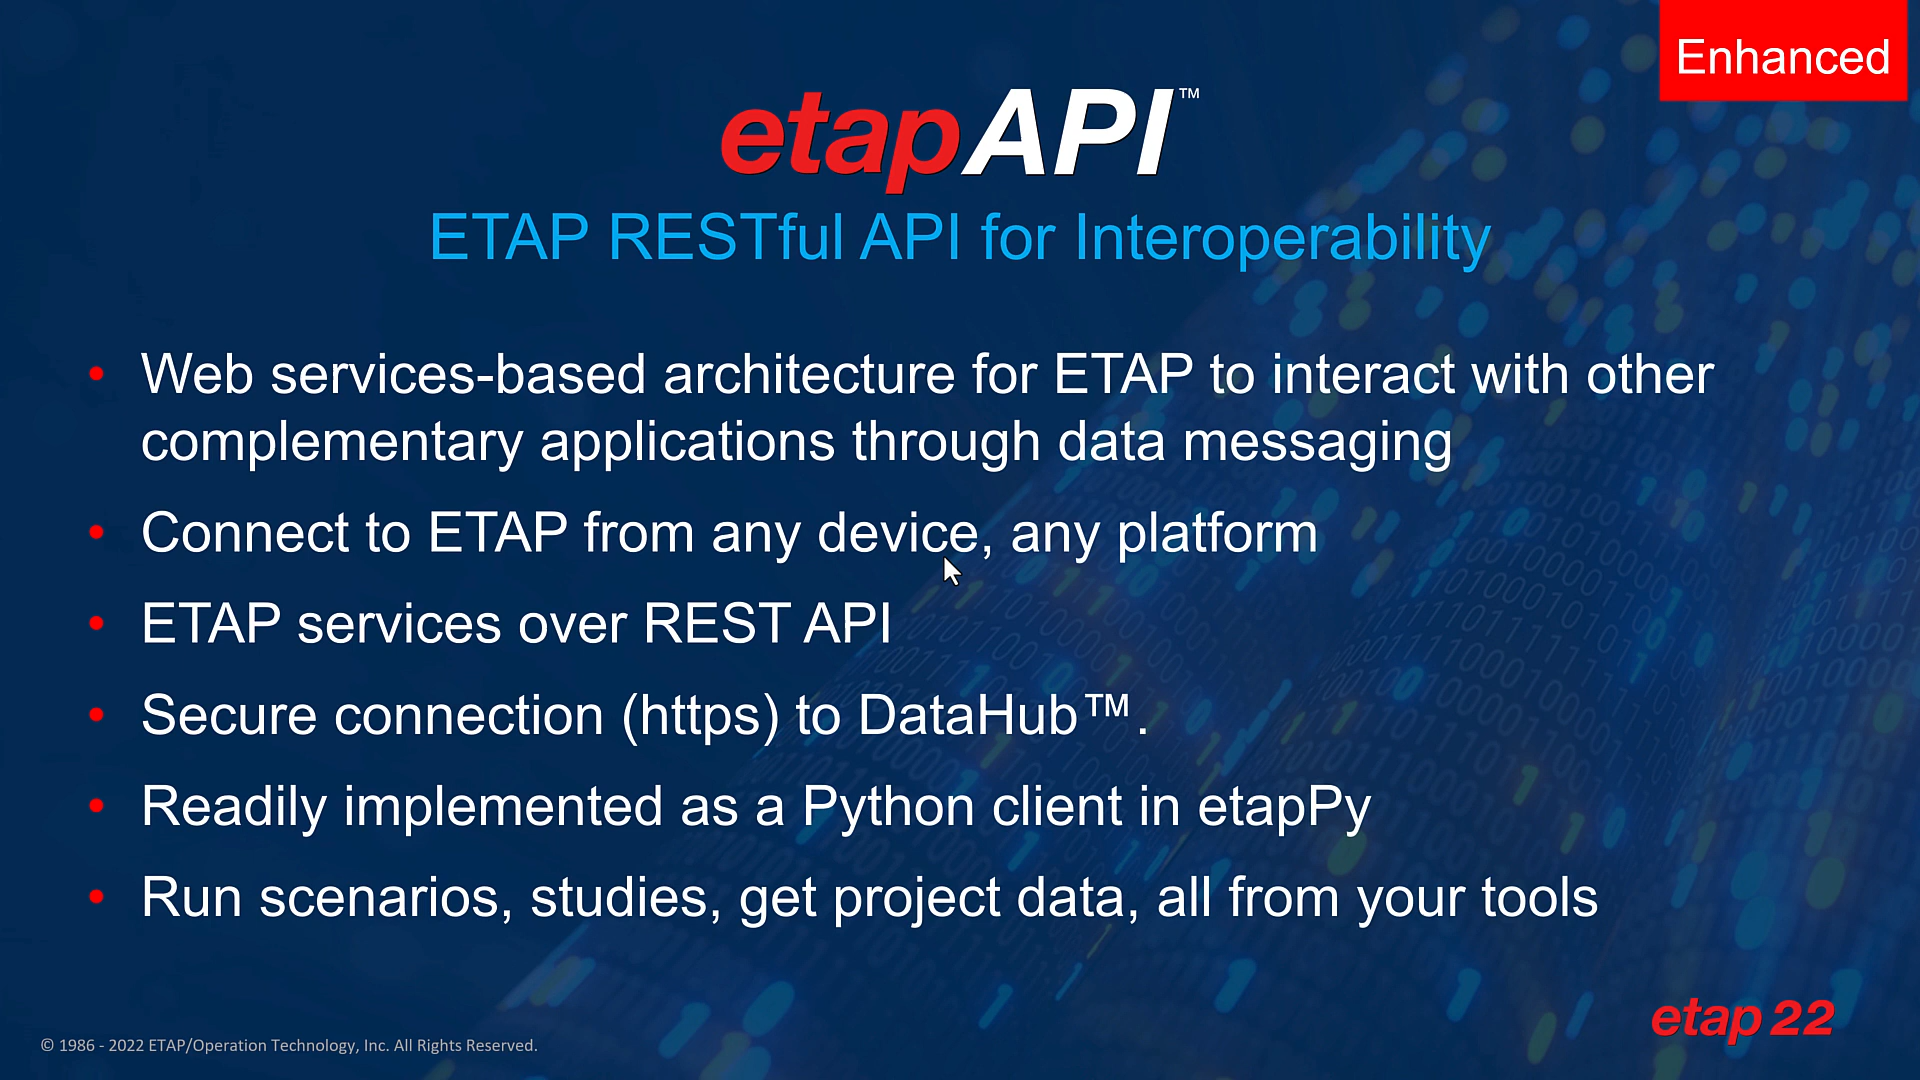 Enhanced
etapAPI™
ETAP RESTful API for Interoperability
• Web services-based architecture for ETAP to interact with other
complementary applications through data messaging
• Connect to ETAP from any device, any platform
• ETAP services over REST API
• Secure connection (https) to DataHub™.
• Readily implemented as a Python client in etapPy
• Run scenarios, studies, get project data, all from your tools
etap 22
© 1986 - 2022 ETAP/Operation Technology, Inc. All Rights Reserved.